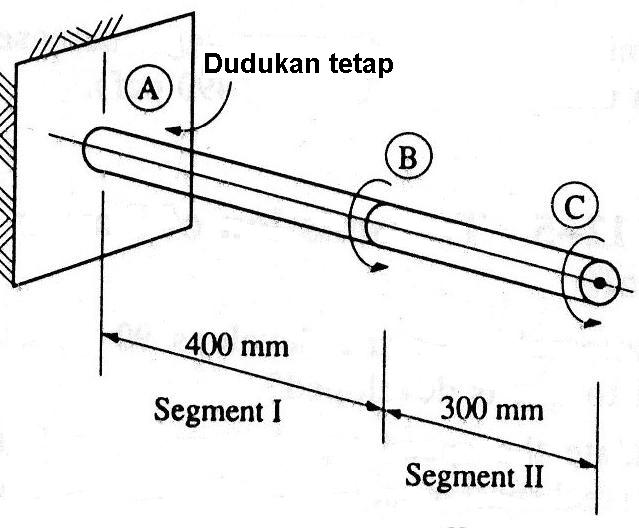 Dudukan tetap
A
B
C
400 mm
Segment I
300 mm
Segment II